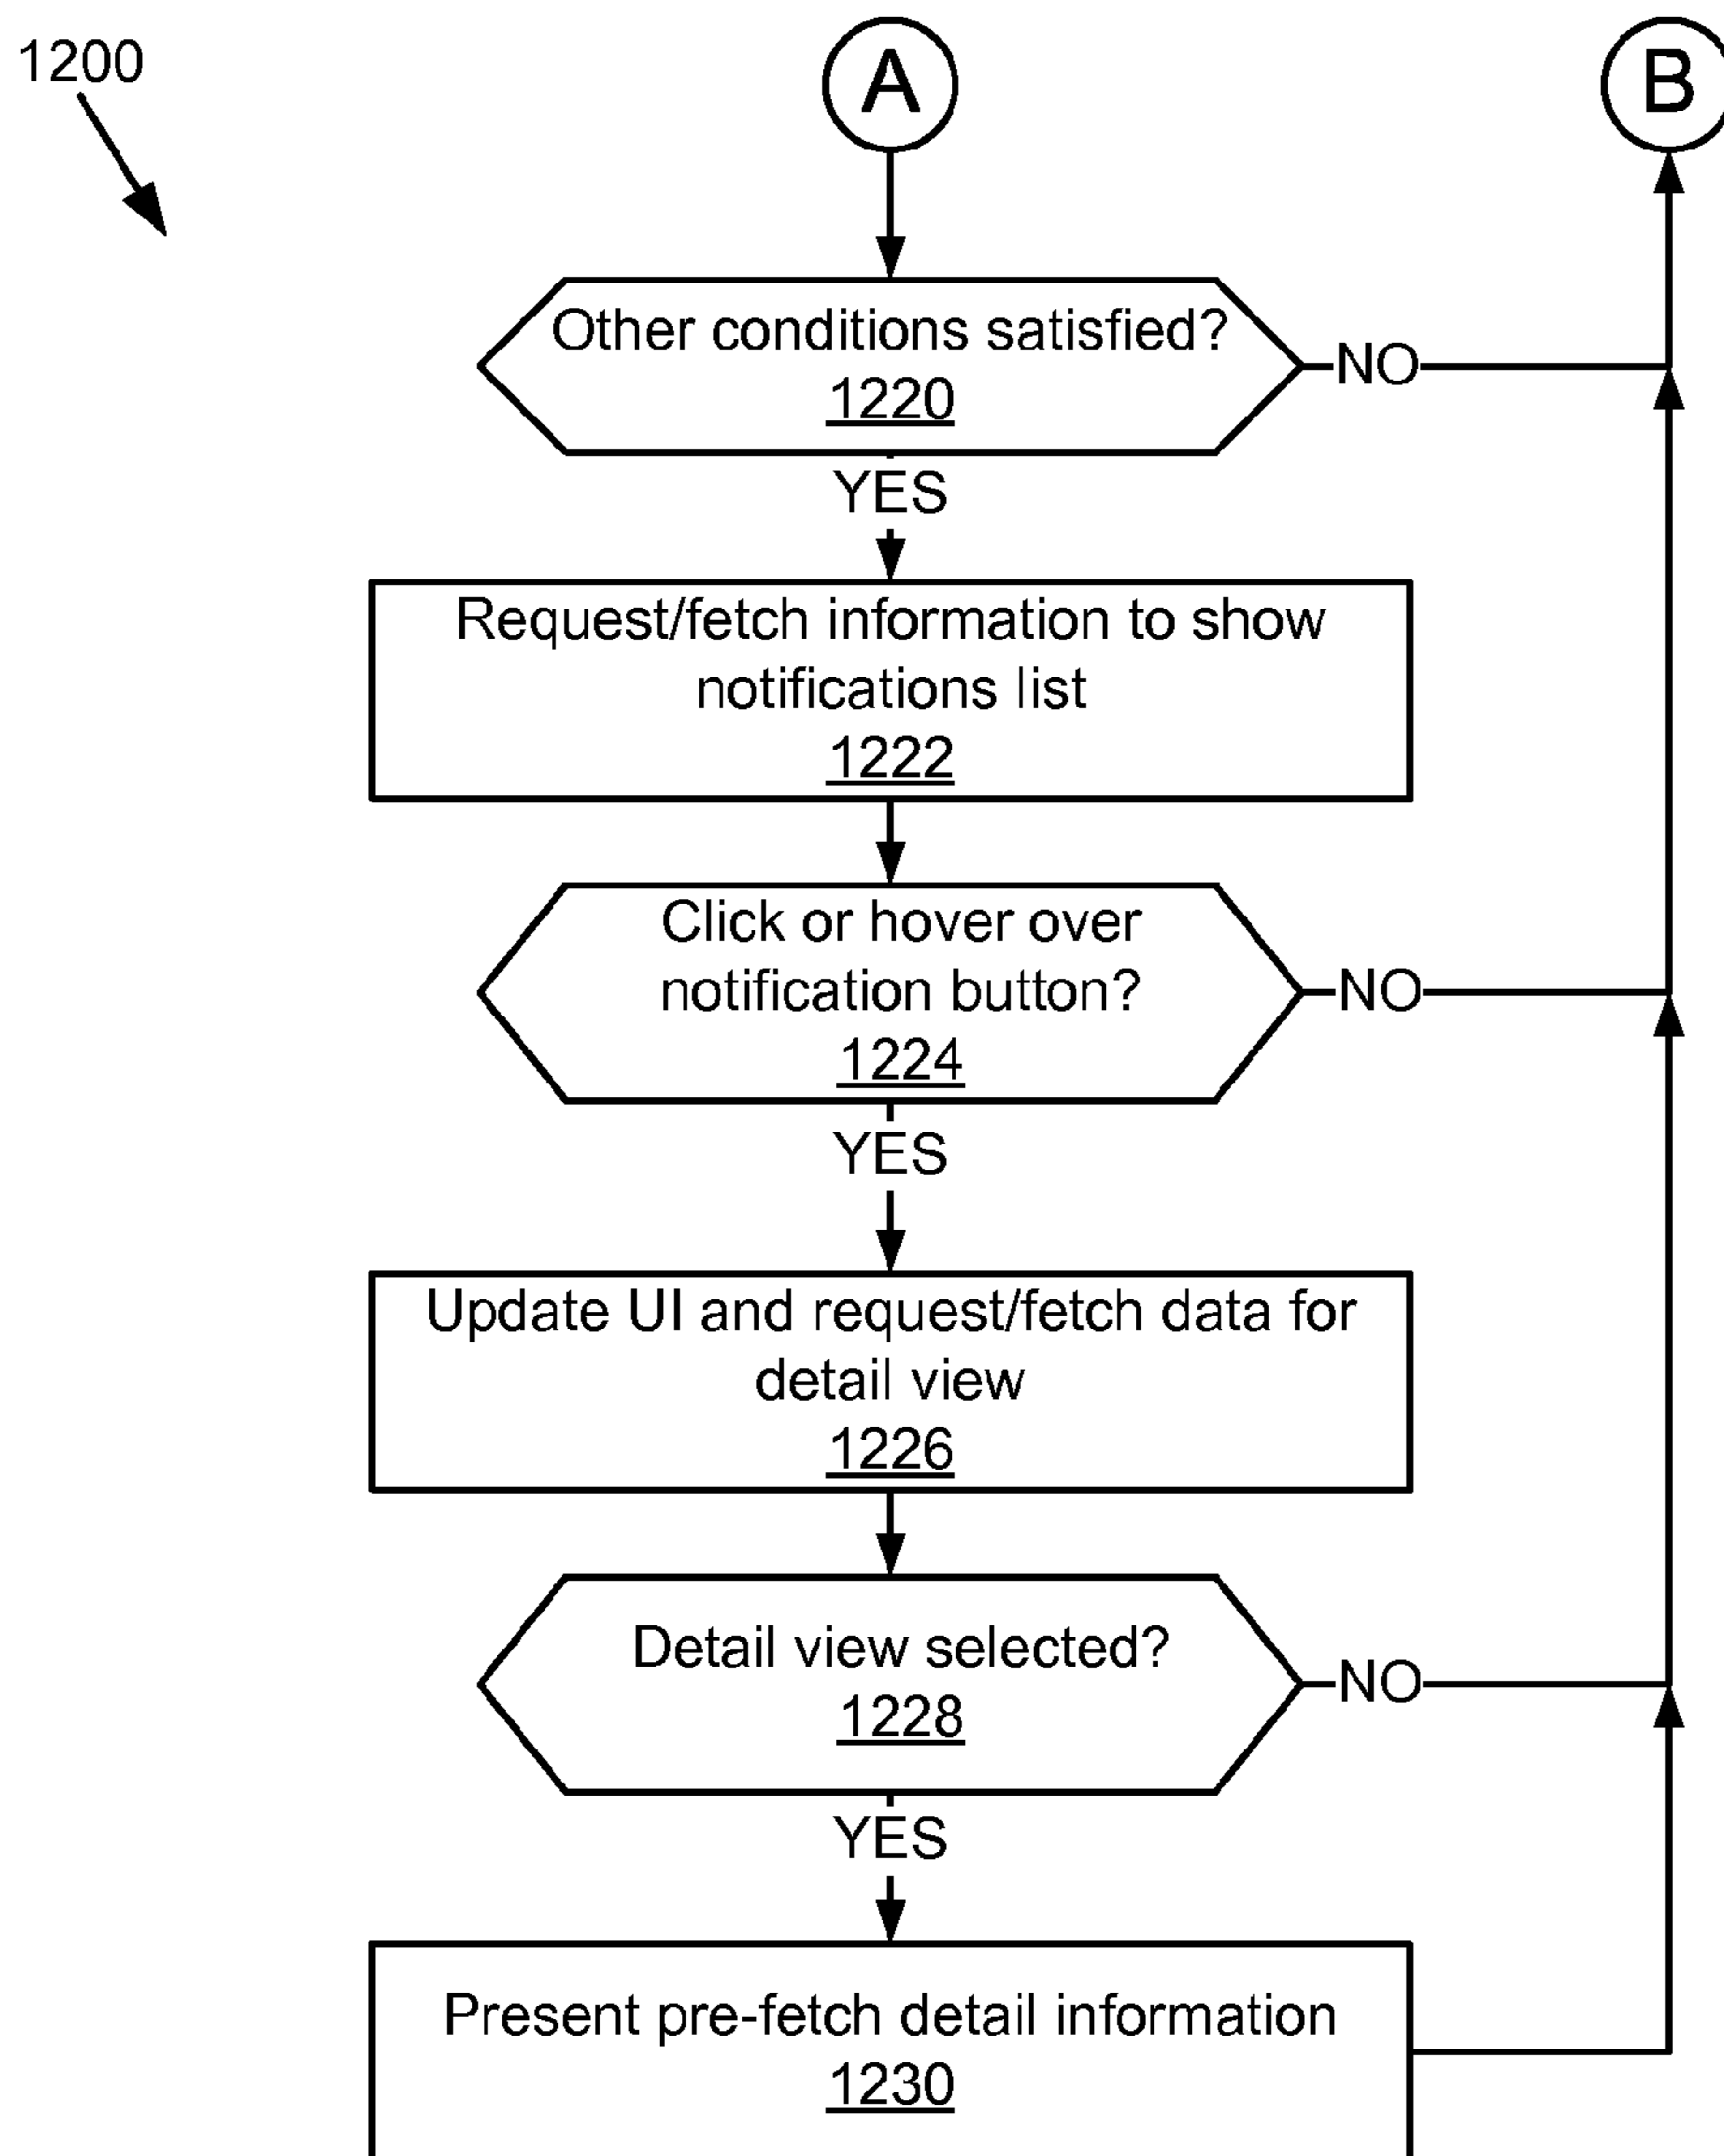 1200
A
B
Other conditions satisfied?
1220
NO
YES
Request/fetch information to show
notifications list
1222
Click or hover over
notification button?
1224
NO
YES
Update UI and request/fetch data for
detail view
1226
Detail view selected?
1228
NO
YES
Present pre-fetch detail information
1230